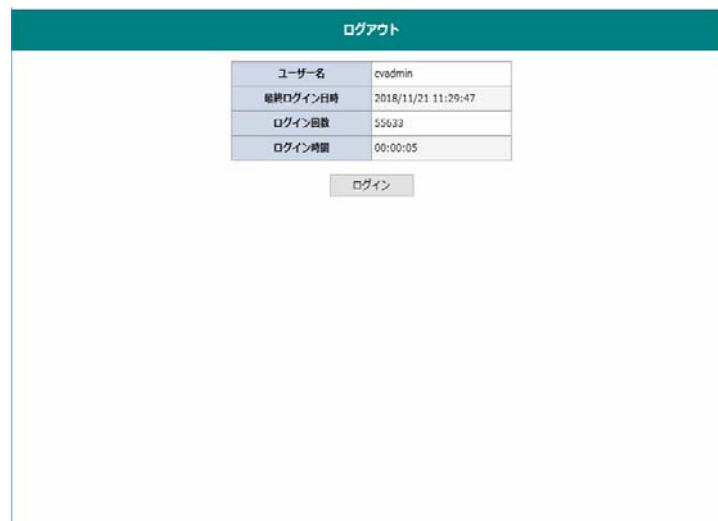 ログアウト
ユーザー名 cvadmin
最終ログイン日時 2018/11/21 11:29:47
ログイン回数 55633
ログイン時間 00:00:05
ログイン